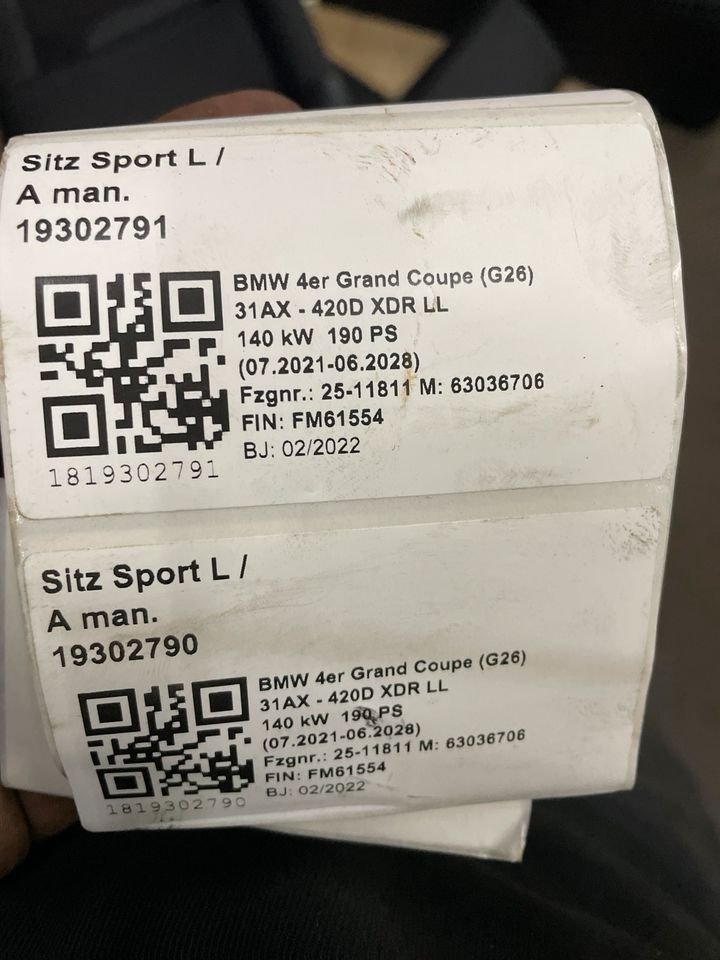 Sitz Sport L /
A man.
19302791
BMW 4er Grand Coupe (G26)
31AX - 420D XDR LL
140 kW 190 PS
(07.2021-06.2028)
Fzgnr.: 25-11811 M: 63036706
FIN: FM61554
BJ: 02/2022
1819302791
Sitz Sport L /
A man.
19302790
BMW 4er Grand Coupe (G26)
31AX - 420D XDR LL
140 kW 190 PS
(07.2021-06.2028)
Fzgnr.: 25-11811 M: 63036706
FIN: FM61554
BJ: 02/2022
1819302790